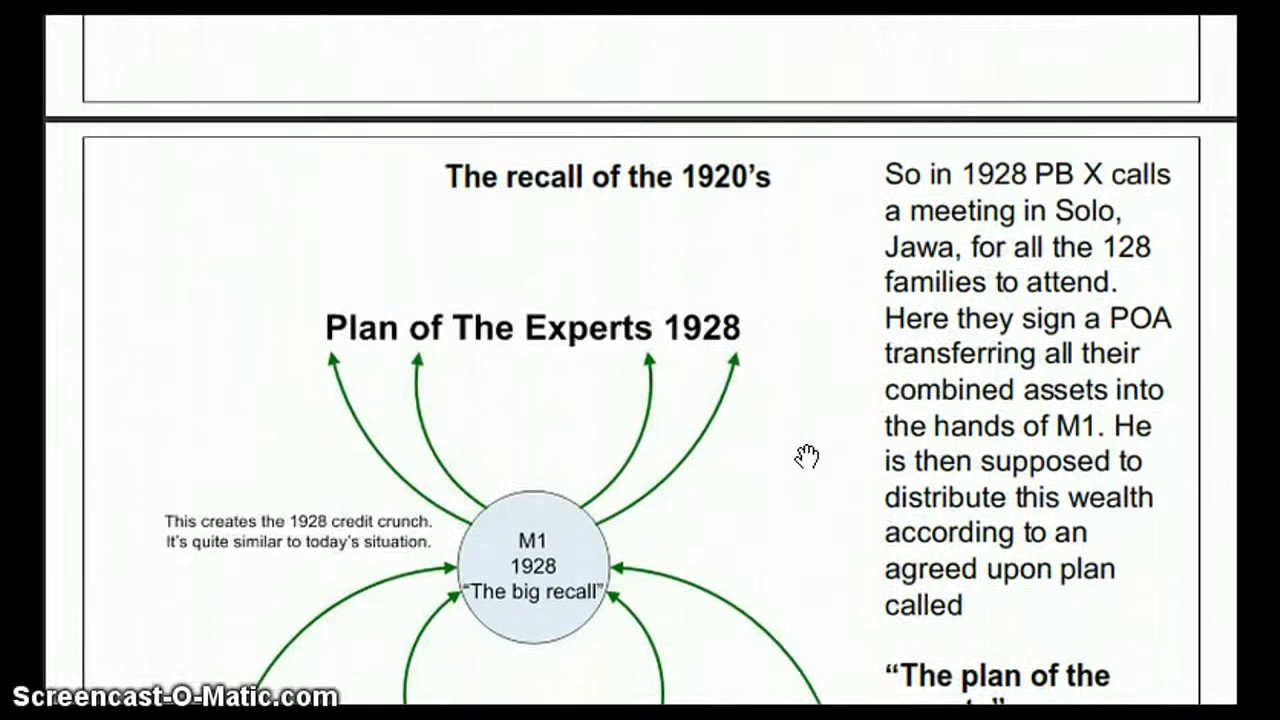 The recall of the 1920's
Plan of The Experts 1928
This creates the 1928 credit crunch.
It's quite similar to today's situation.
M1
1928
"The big recall"
So in 1928 PB X calls
a meeting in Solo,
Jawa, for all the 128
families to attend.
Here they sign a POA
transferring all their
combined assets into
the hands of M1. He
is then supposed to
distribute this wealth
according to an
agreed upon plan
called
“The plan of the
Screencast-O-Matic.com